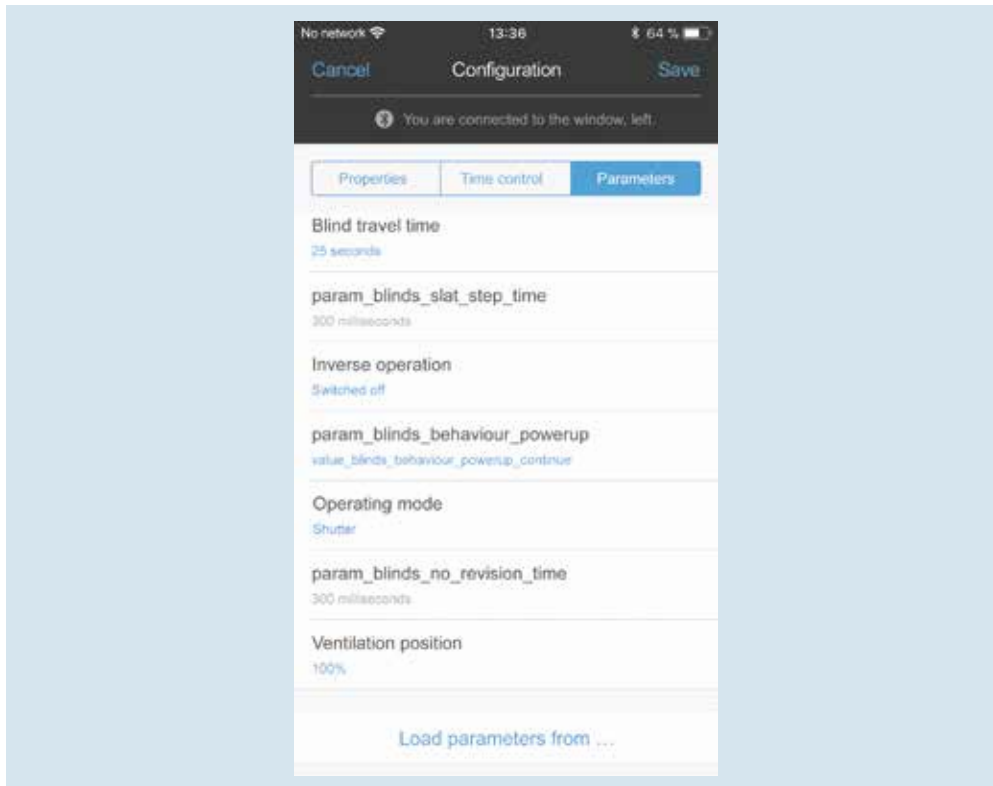 No network 13:36 64 %
Cancel Configuration Save
You are connected to the window, left.
Properties Time control Parameters
Blind travel time
25 seconds
param_blinds_slat_step_time
300 milliseconds
Inverse operation
Switched off
param_blinds_behaviour_powerup
value_blinds_behaviour_powerup_continue
Operating mode
Shutter
param_blinds_no_revision_time
300 milliseconds
Ventilation position
100%
Load parameters from ...